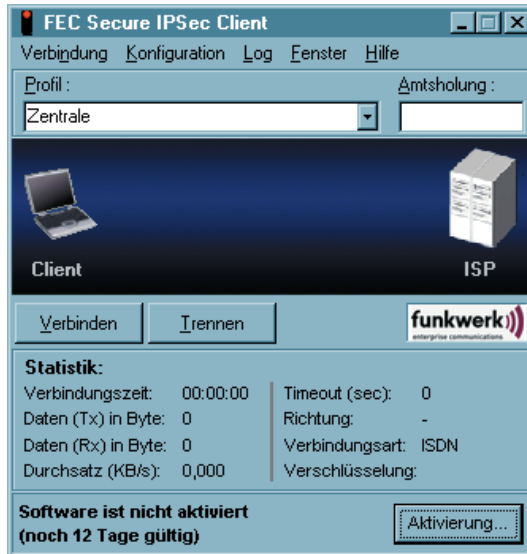 FEC Secure IPSec Client
Verbindung Konfiguration Log Fenster Hilfe
Profil : Amtsholung :
Zentrale
Client ISP
Verbinden Trennen funkwerk
enterprise communications
Statistik:
Verbindungszeit: 00:00:00 Timeout (sec): 0
Daten (Tx) in Byte: 0 Richtung: -
Daten (Rx) in Byte: 0 Verbindungsart: ISDN
Durchsatz (KB/s): 0,000 Verschlüsselung:
Software ist nicht aktiviert
(noch 12 Tage gültig) Aktivierung...